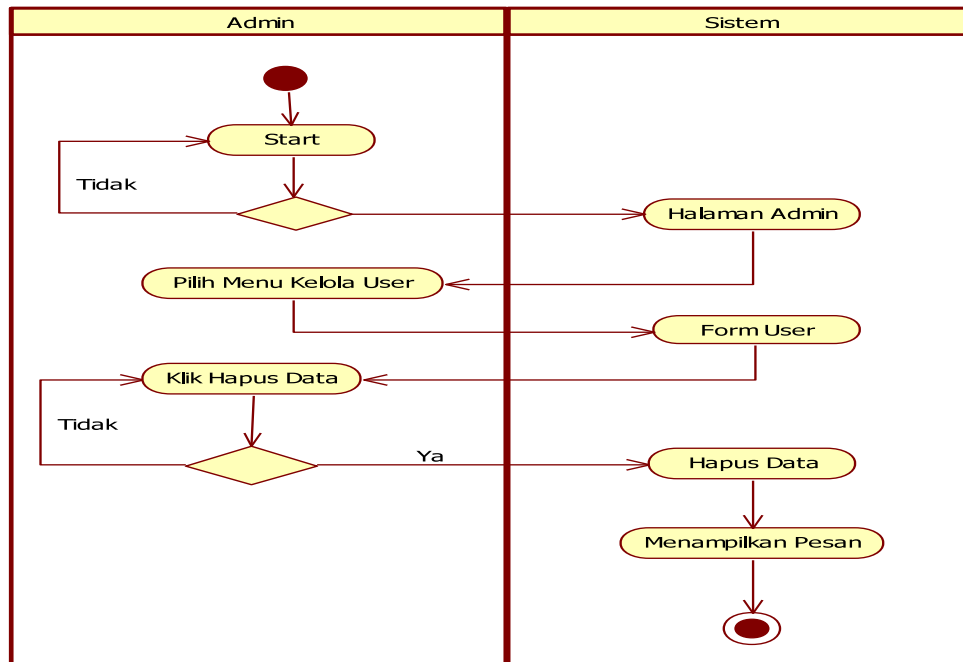 Admin
Sistem
Start
Tidak
Halaman Admin
Pilih Menu Kelola User
Form User
Klik Hapus Data
Tidak
Ya
Hapus Data
Menampilkan Pesan